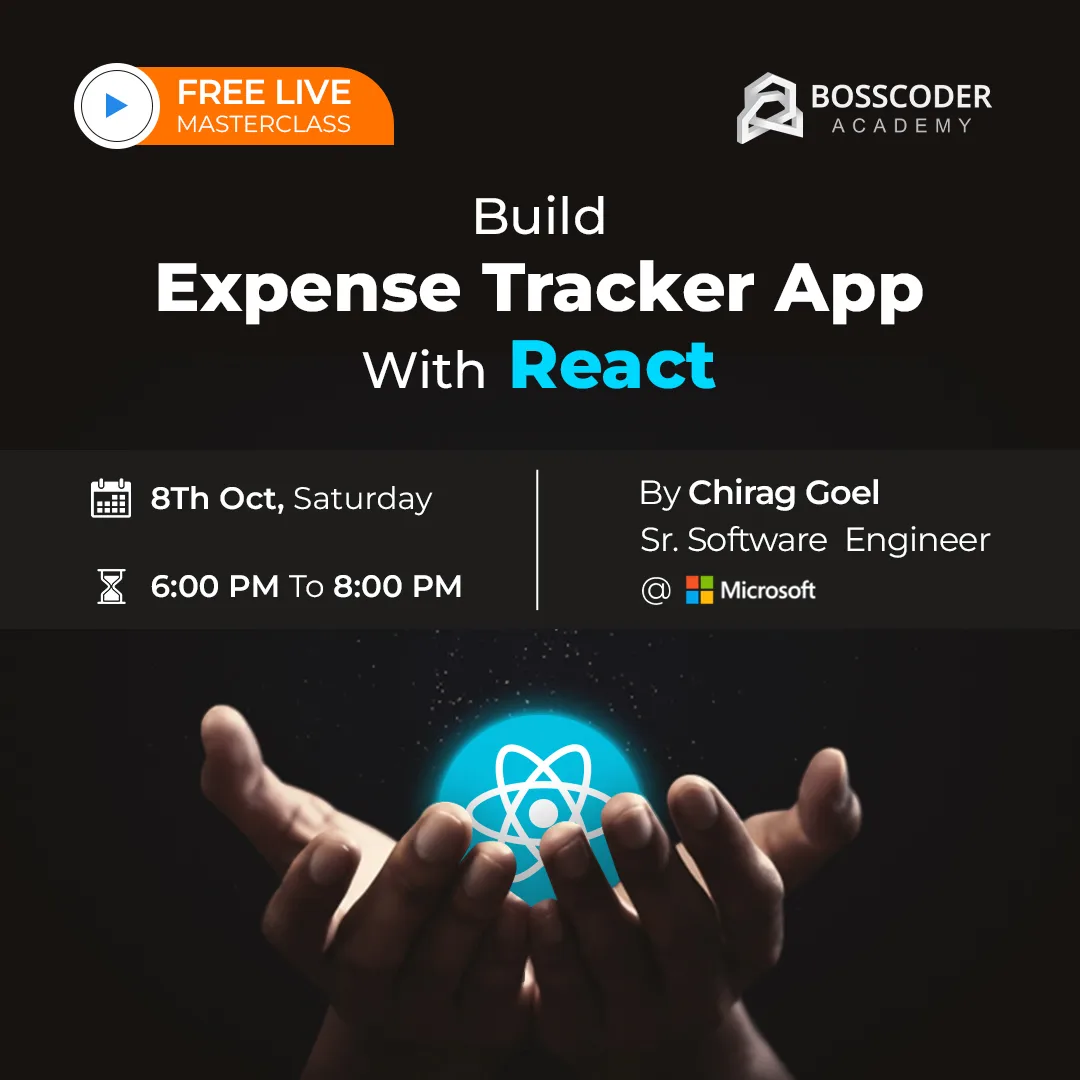 FREE LIVE
MASTERCLASS
BOSSCODER
ACADEMY
Build
Expense Tracker App
With React
8Th Oct, Saturday
6:00 PM To 8:00 PM
By Chirag Goel
Sr. Software Engineer
@ Microsoft